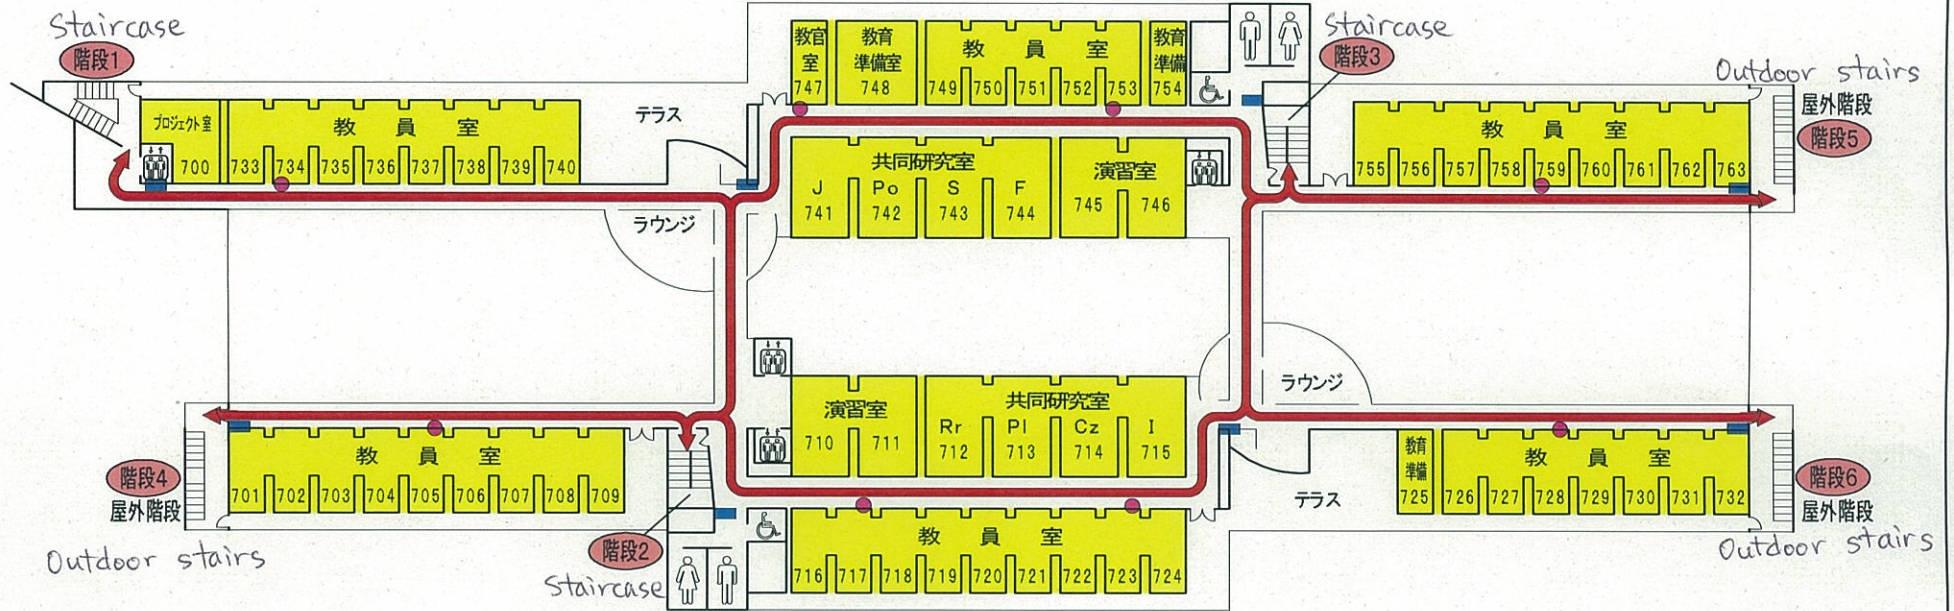 Staircase
階段1
プロジェクト室
700
教員室
733 734 735 736 737 738 739 740
テラス
ラウンジ
教官室
747
教育準備室
748
教員室
749 750 751 752 753
教育準備
754
共同研究室
J Po S F
741 742 743 744
演習室
745 746
Staircase
階段3
教員室
755 756 757 758 759 760 761 762 763
Outdoor stairs
屋外階段
階段5
階段4
屋外階段
Outdoor stairs
教員室
701 702 703 704 705 706 707 708 709
階段2
Staircase
演習室
710 711
共同研究室
Rr Pl Cz I
712 713 714 715
教員室
716 717 718 719 720 721 722 723 724
ラウンジ
テラス
教育準備
725
教員室
726 727 728 729 730 731 732
階段6
屋外階段
Outdoor stairs